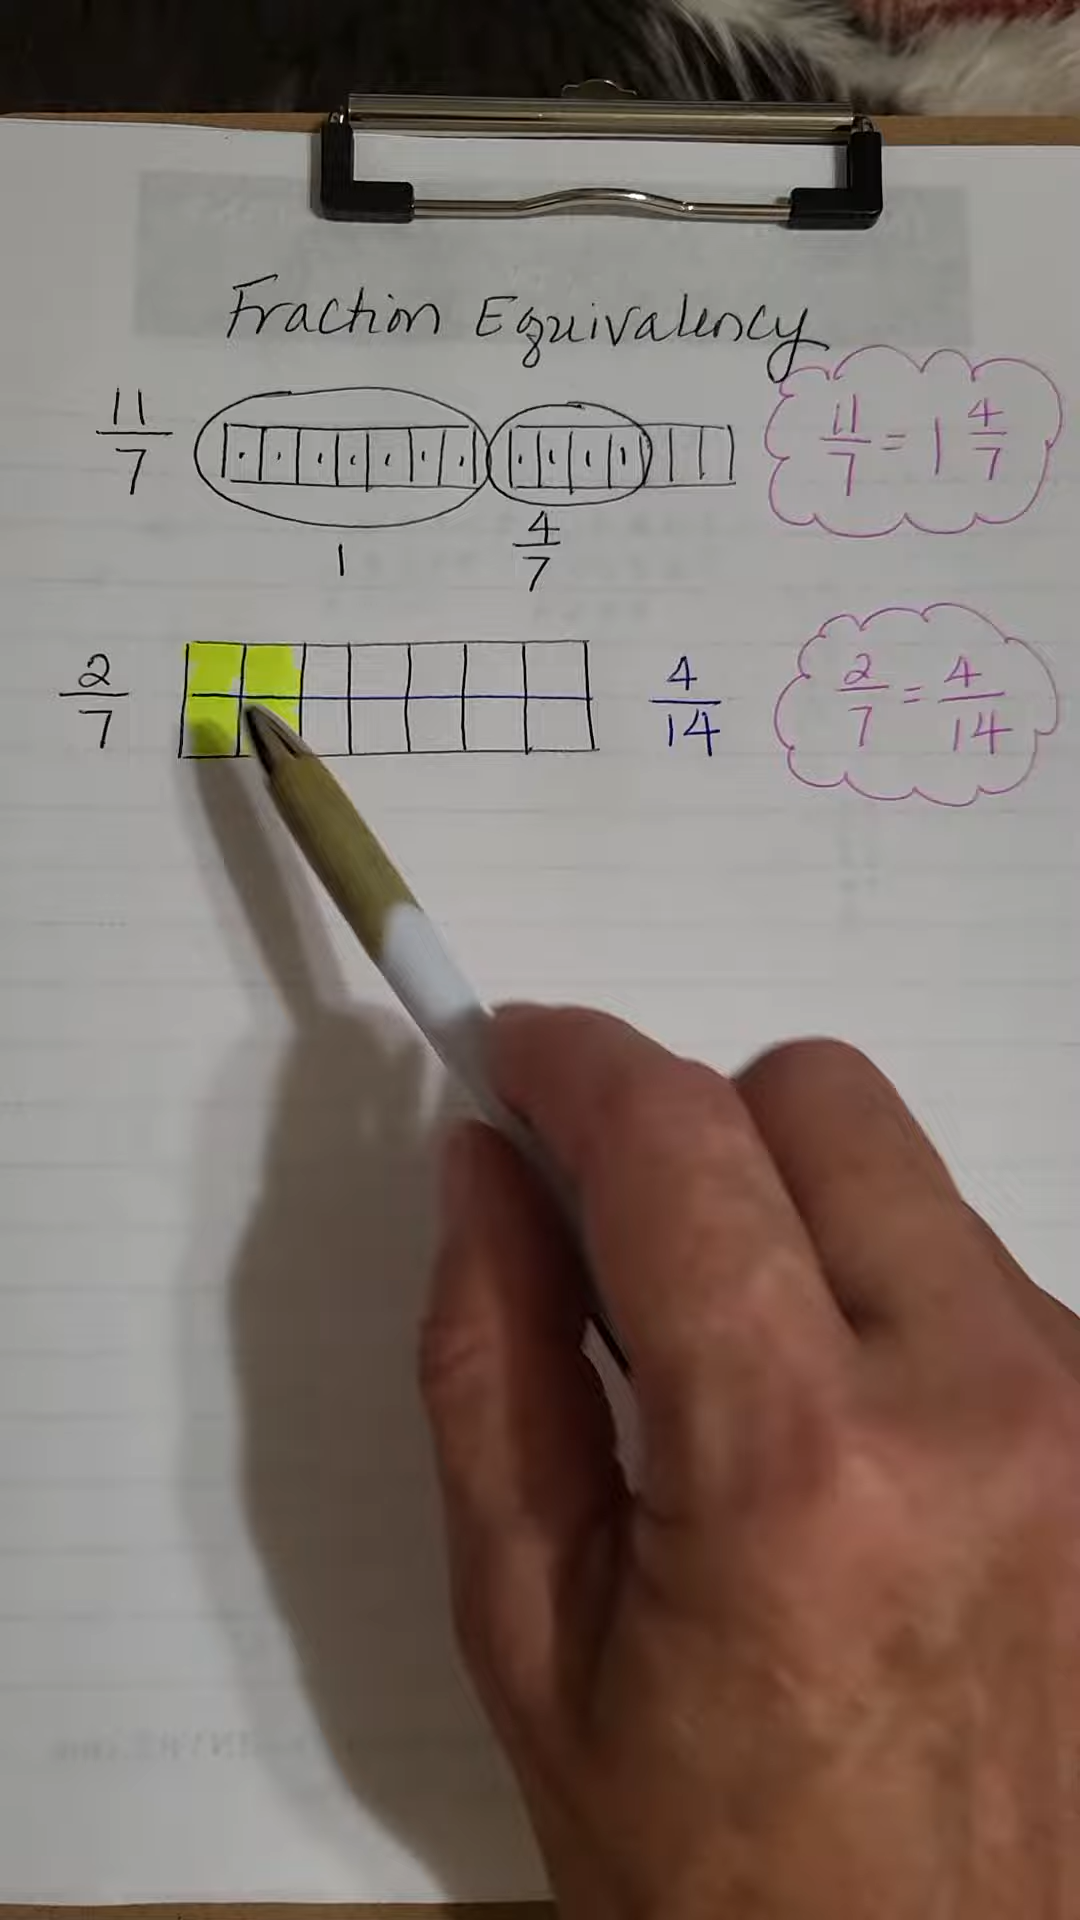 Fraction Equivalency
11/7 1 4/7 11/7 = 1 4/7
2/7 4/14 2/7 = 4/14